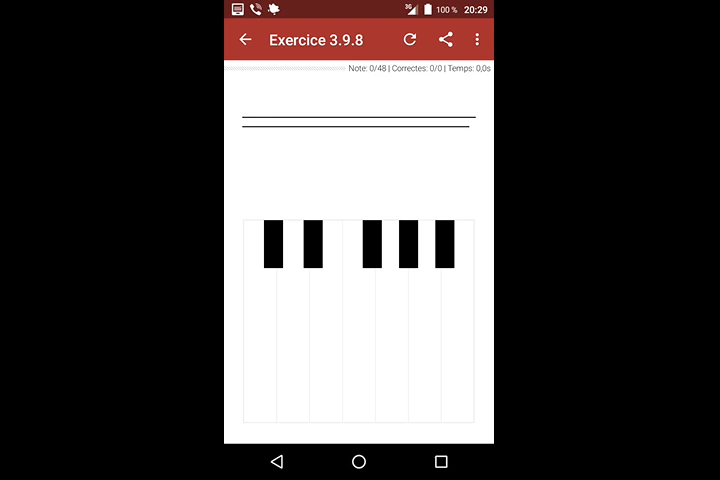 3G 100 % 20:29
Exercice 3.9.8
Note: 0/48 | Correctes: 0/0 | Temps: 0,0s